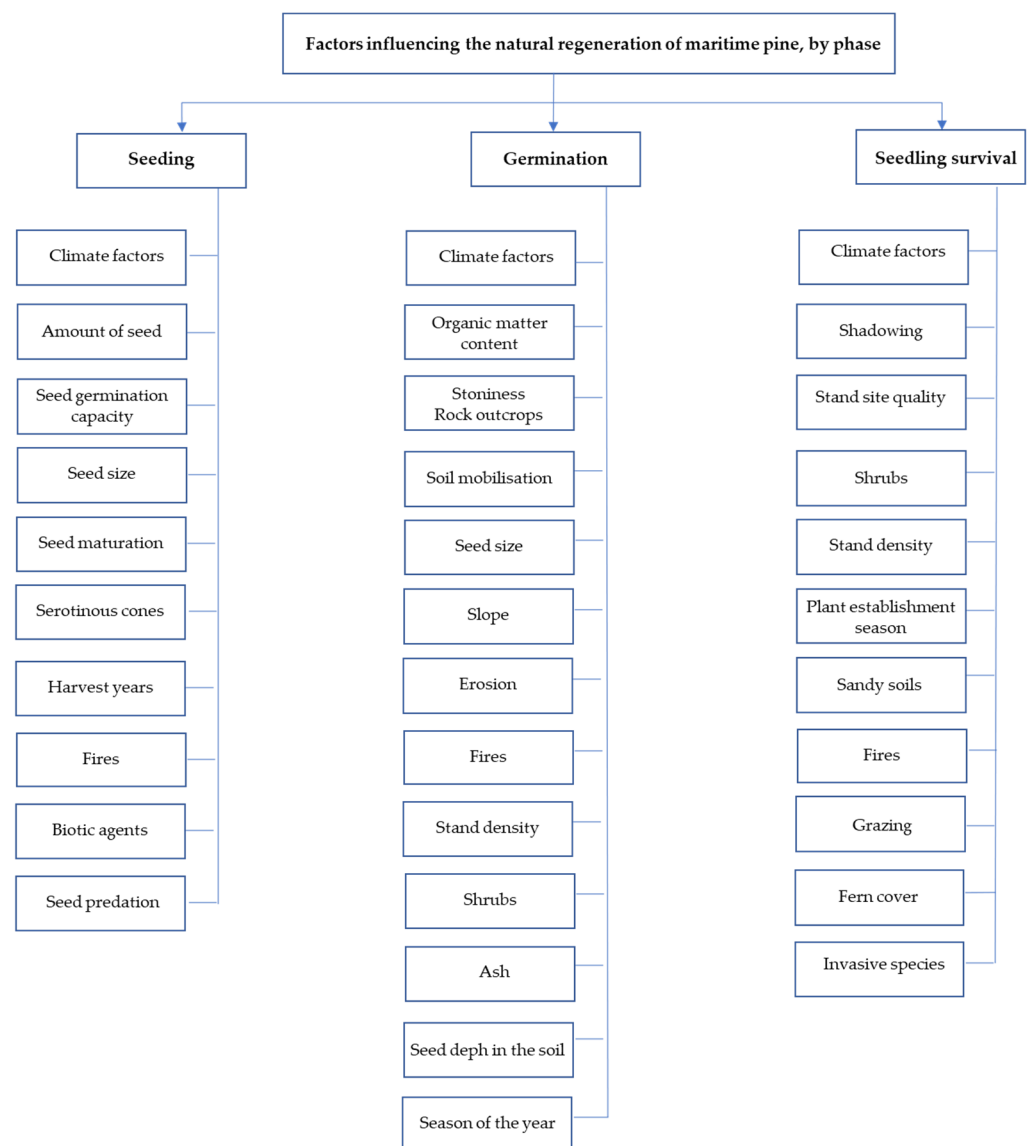 Factors influencing the natural regeneration of maritime pine, by phase
Seeding
Climate factors
Amount of seed
Seed germination
capacity
Seed size
Seed maturation
Serotinous cones
Harvest years
Fires
Biotic agents
Seed predation
Germination
Climate factors
Organic matter
content
Stoniness
Rock outcrops
Soil mobilisation
Seed size
Slope
Erosion
Fires
Stand density
Shrubs
Ash
Seed deph in the soil
Season of the year
Seedling survival
Climate factors
Shadowing
Stand site quality
Shrubs
Stand density
Plant establishment
season
Sandy soils
Fires
Grazing
Fern cover
Invasive species